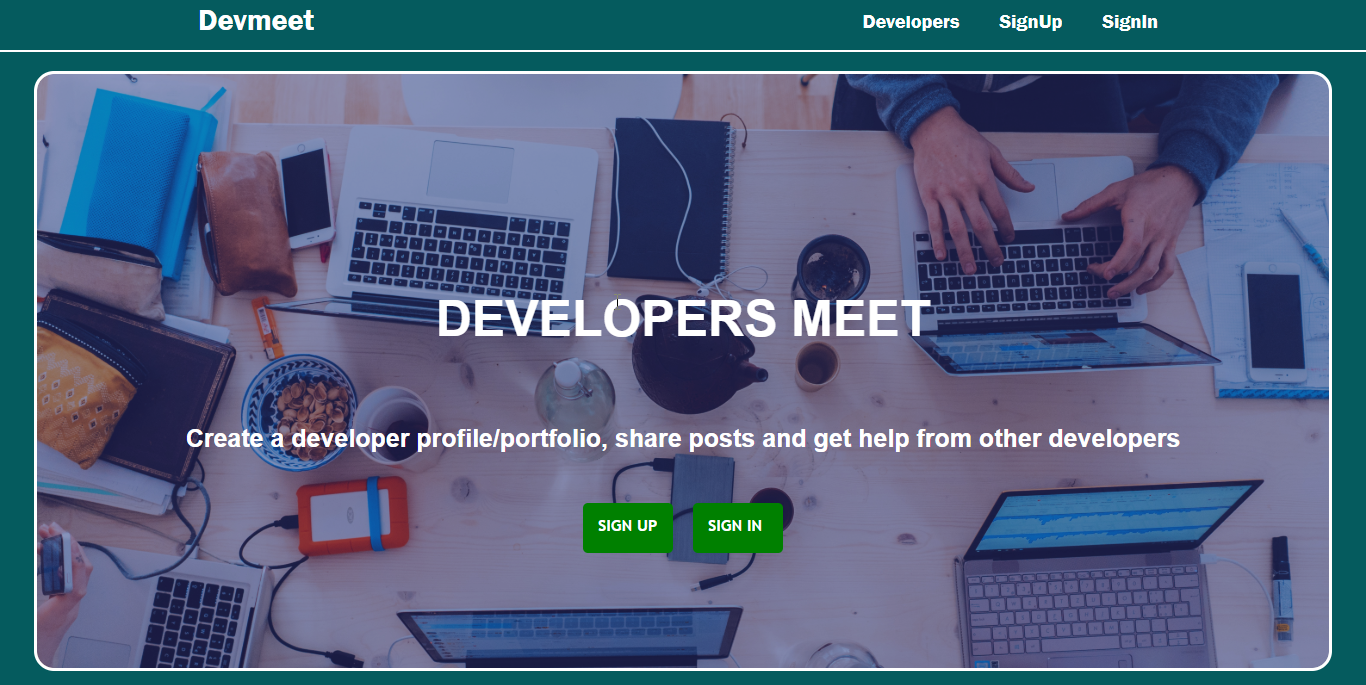 Devmeet
Developers SignUp SignIn
DEVELOPERS MEET
Create a developer profile/portfolio, share posts and get help from other developers
SIGN UP SIGN IN